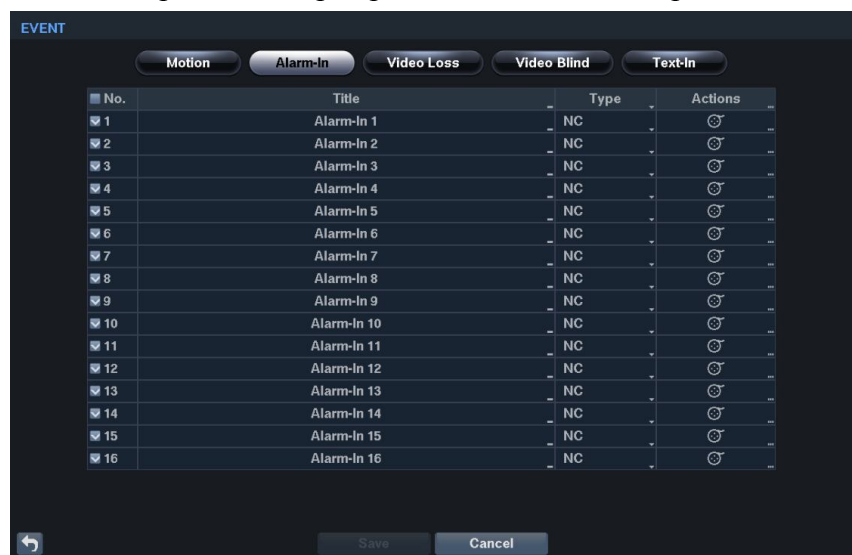 EVENT
Motion Alarm-In Video Loss Video Blind Text-In
No. Title Type Actions
1 Alarm-In 1 NC
2 Alarm-In 2 NC
3 Alarm-In 3 NC
4 Alarm-In 4 NC
5 Alarm-In 5 NC
6 Alarm-In 6 NC
7 Alarm-In 7 NC
8 Alarm-In 8 NC
9 Alarm-In 9 NC
10 Alarm-In 10 NC
11 Alarm-In 11 NC
12 Alarm-In 12 NC
13 Alarm-In 13 NC
14 Alarm-In 14 NC
15 Alarm-In 15 NC
16 Alarm-In 16 NC
Save Cancel